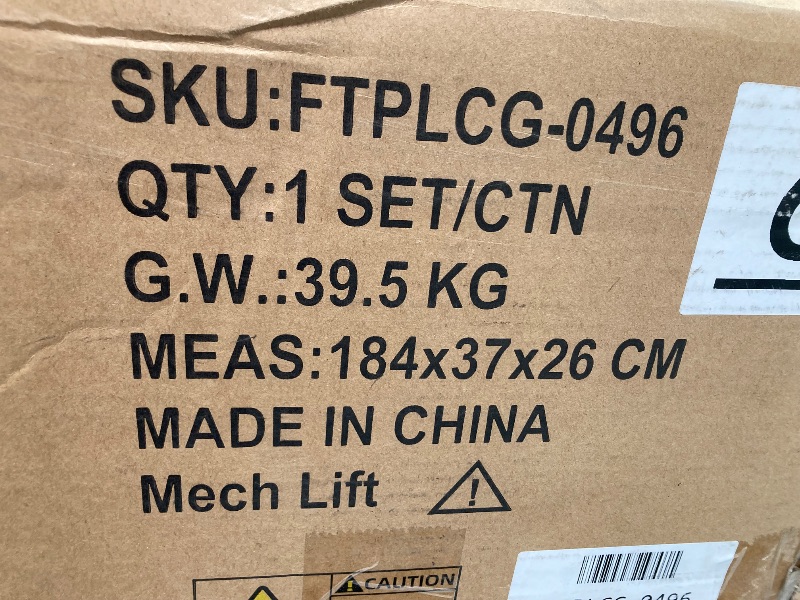 SKU:FTPLCG-0496
QTY:1 SET/CTN
G.W.:39.5 KG
MEAS:184x37x26 CM
MADE IN CHINA
Mech Lift
CAUTION